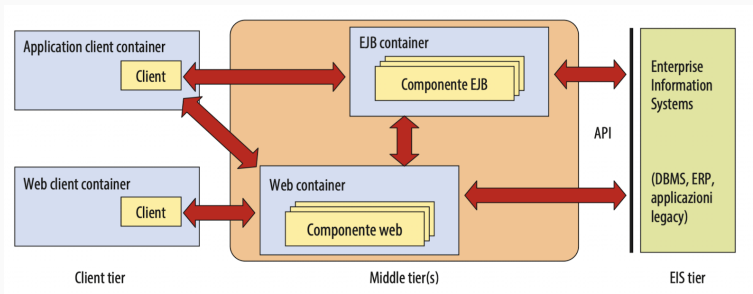 Application client container
Client
EJB container
Componente EJB
Enterprise
Information
Systems
API
Web client container
Client
Web container
Componente web
(DBMS, ERP,
applicazioni
legacy)
Client tier
Middle tier(s)
EIS tier